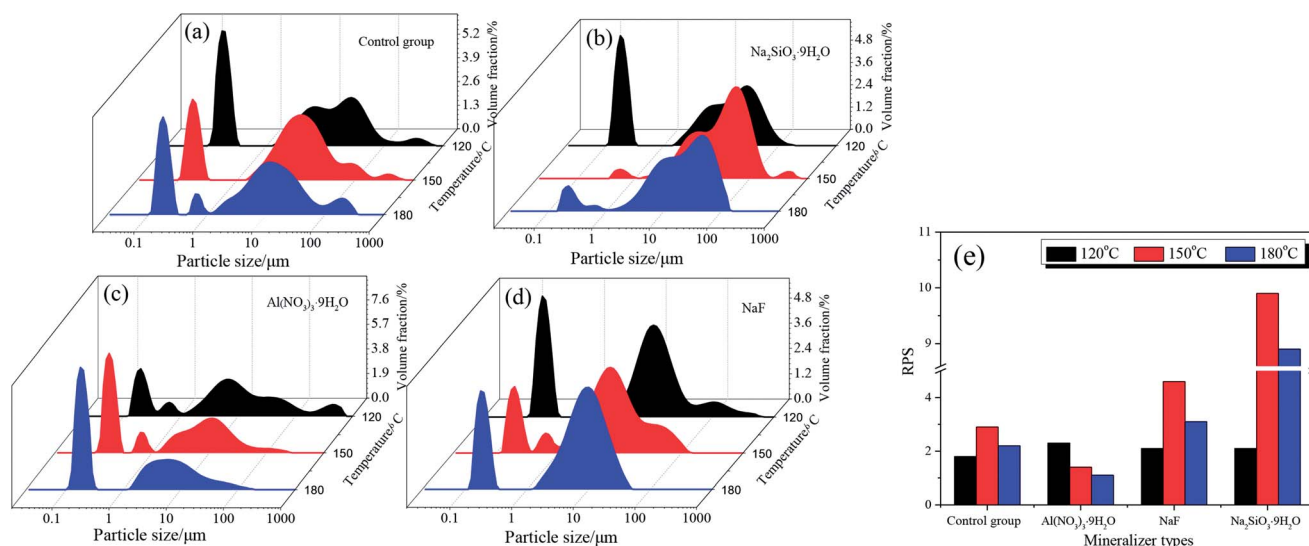 (a)
Control group
5.2
3.9
2.6
1.3
0.0
Volume fraction/%
120
150
180
Temperature/°C
0.1 1 10 100 1000
Particle size/μm
(b)
Na₂SiO₃·9H₂O
4.8
3.6
2.4
1.2
0.0
Volume fraction/%
120
150
180
Temperature/°C
0.1 1 10 100 1000
Particle size/μm
(c)
Al(NO₃)₃·9H₂O
7.6
5.7
3.8
1.9
0.0
Volume fraction/%
120
150
180
Temperature/°C
0.1 1 10 100 1000
Particle size/μm
(d)
NaF
4.8
3.6
2.4
1.2
0.0
Volume fraction/%
120
150
180
Temperature/°C
0.1 1 10 100 1000
Particle size/μm
(e)
120°C 150°C 180°C
11
10
9
4
2
0
RPS
Control group Al(NO₃)₃·9H₂O NaF Na₂SiO₃·9H₂O
Mineralizer types